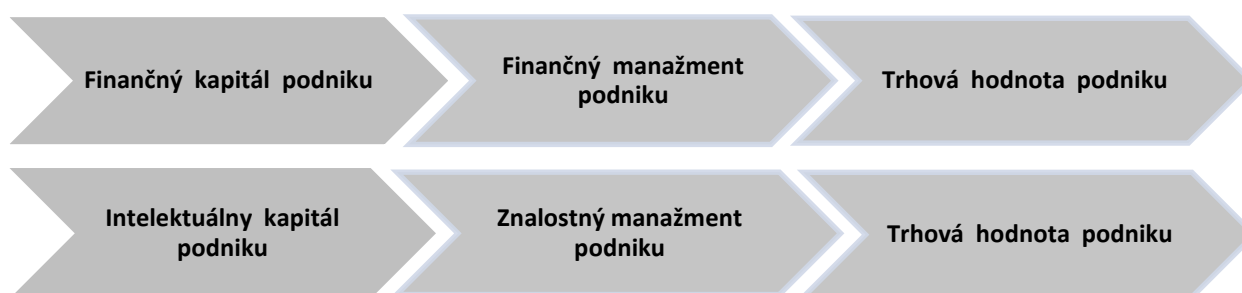 Finančný kapitál podniku
Finančný manažment
podniku
Trhová hodnota podniku
Intelektuálny kapitál
podniku
Znalostný manažment
podniku
Trhová hodnota podniku